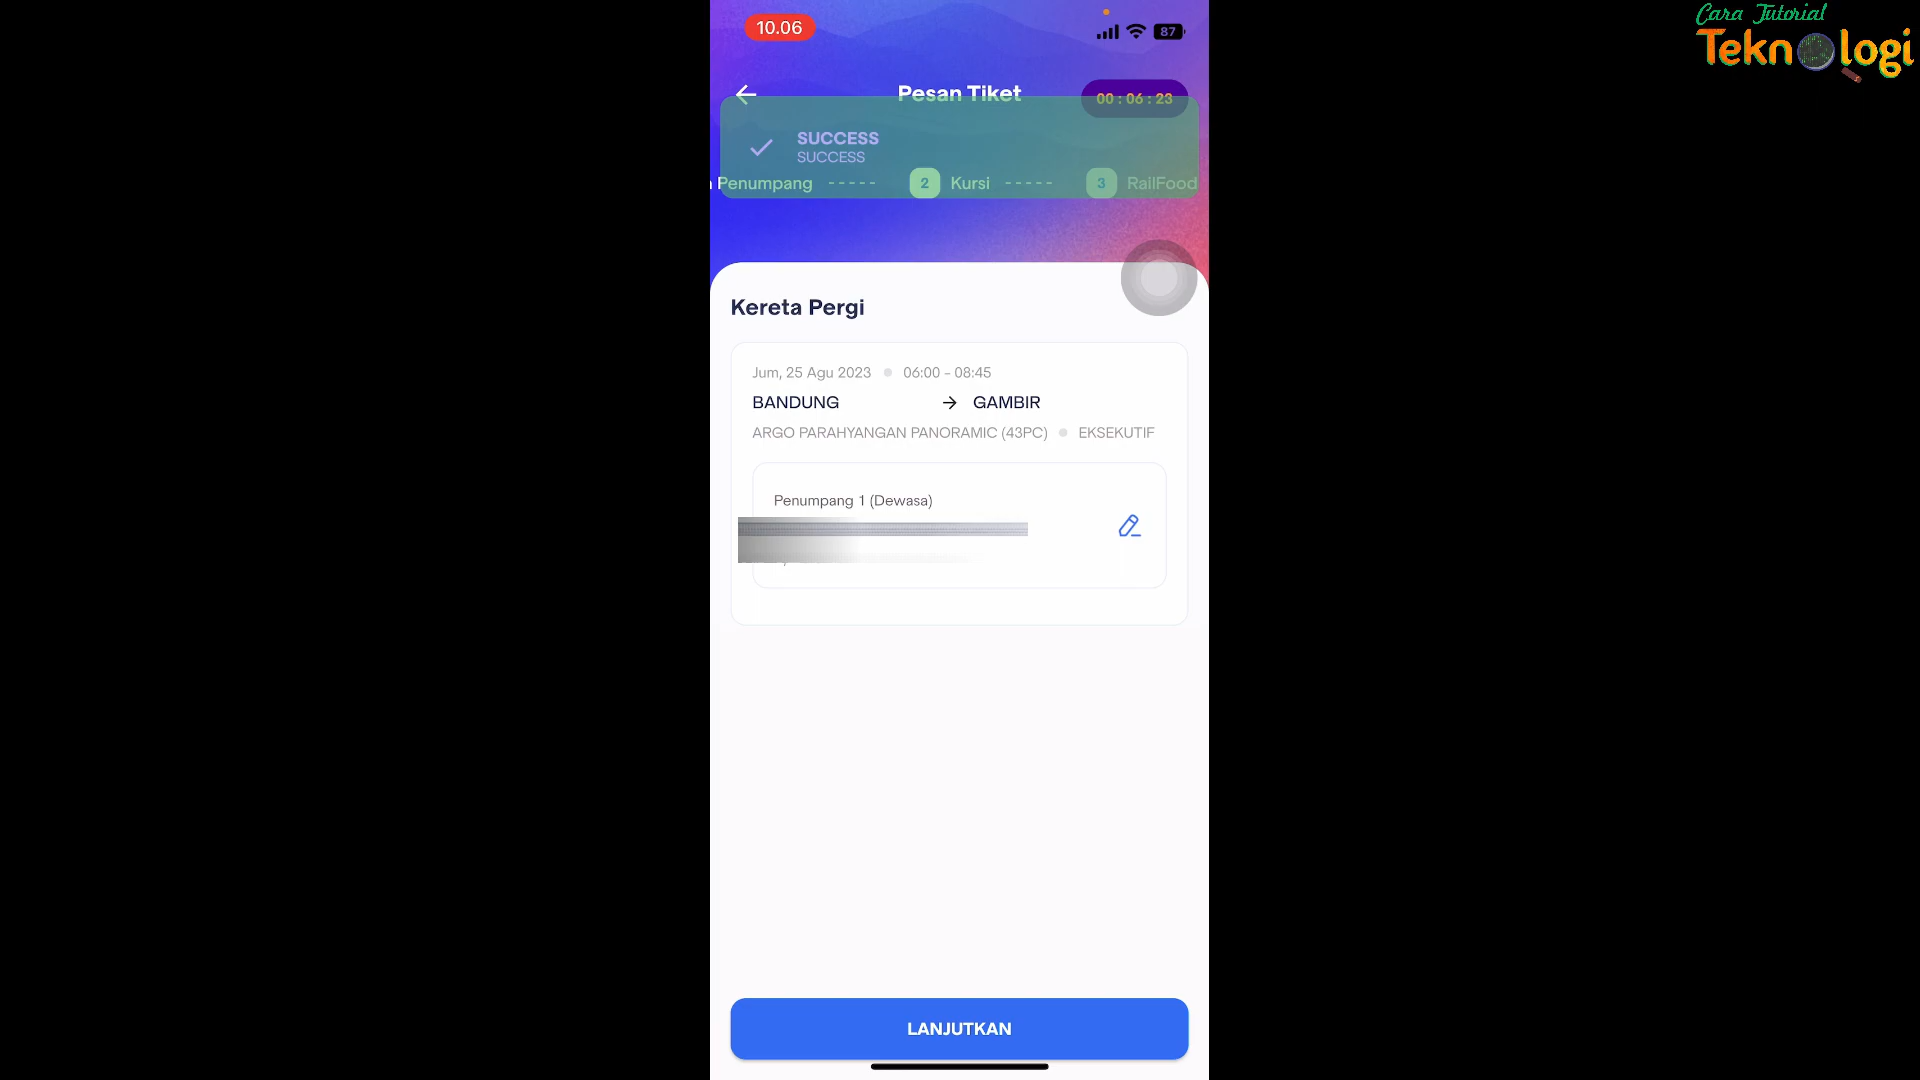 Cara Tutorial
Teknologi
10.06
87
Pesan Tiket
00 : 06 : 23
SUCCESS
SUCCESS
Penumpang ----- 2 Kursi ----- 3 RailFood
Kereta Pergi
Jum, 25 Agu 2023 06:00 - 08:45
BANDUNG → GAMBIR
ARGO PARAHYANGAN PANORAMIC (43PC) EKSEKUTIF
Penumpang 1 (Dewasa)
LANJUTKAN